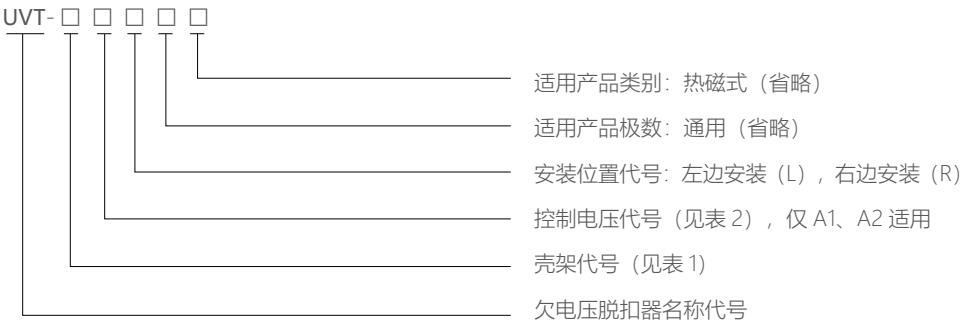 UVT-□ □ □ □ □
适用产品类别：热磁式（省略）
适用产品极数：通用（省略）
安装位置代号：左边安装（L），右边安装（R）
控制电压代号（见表 2），仅 A1、A2 适用
壳架代号（见表 1）
欠电压脱扣器名称代号